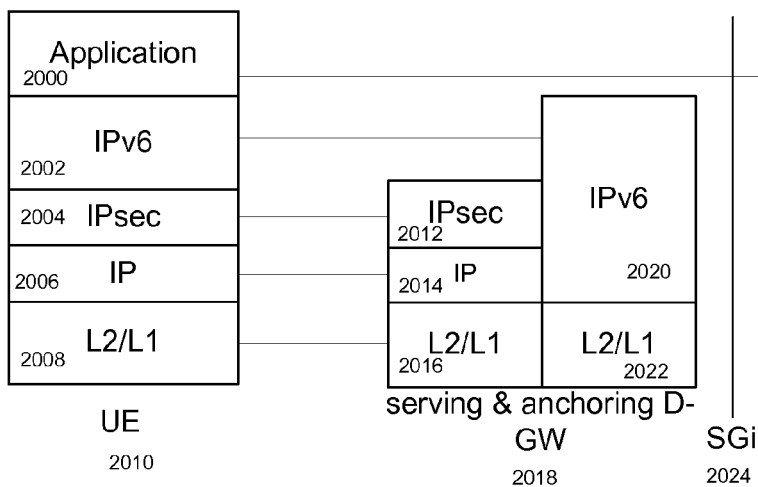 Application
2000
IPv6
2002
2004
IPsec
2006
IP
L2/L1
2008
UE
2010
IPsec
2012
IP
2014
L2/L1
2016
IPv6
2020
L2/L1
2022
serving & anchoring D-
GW
2018
SGi
2024